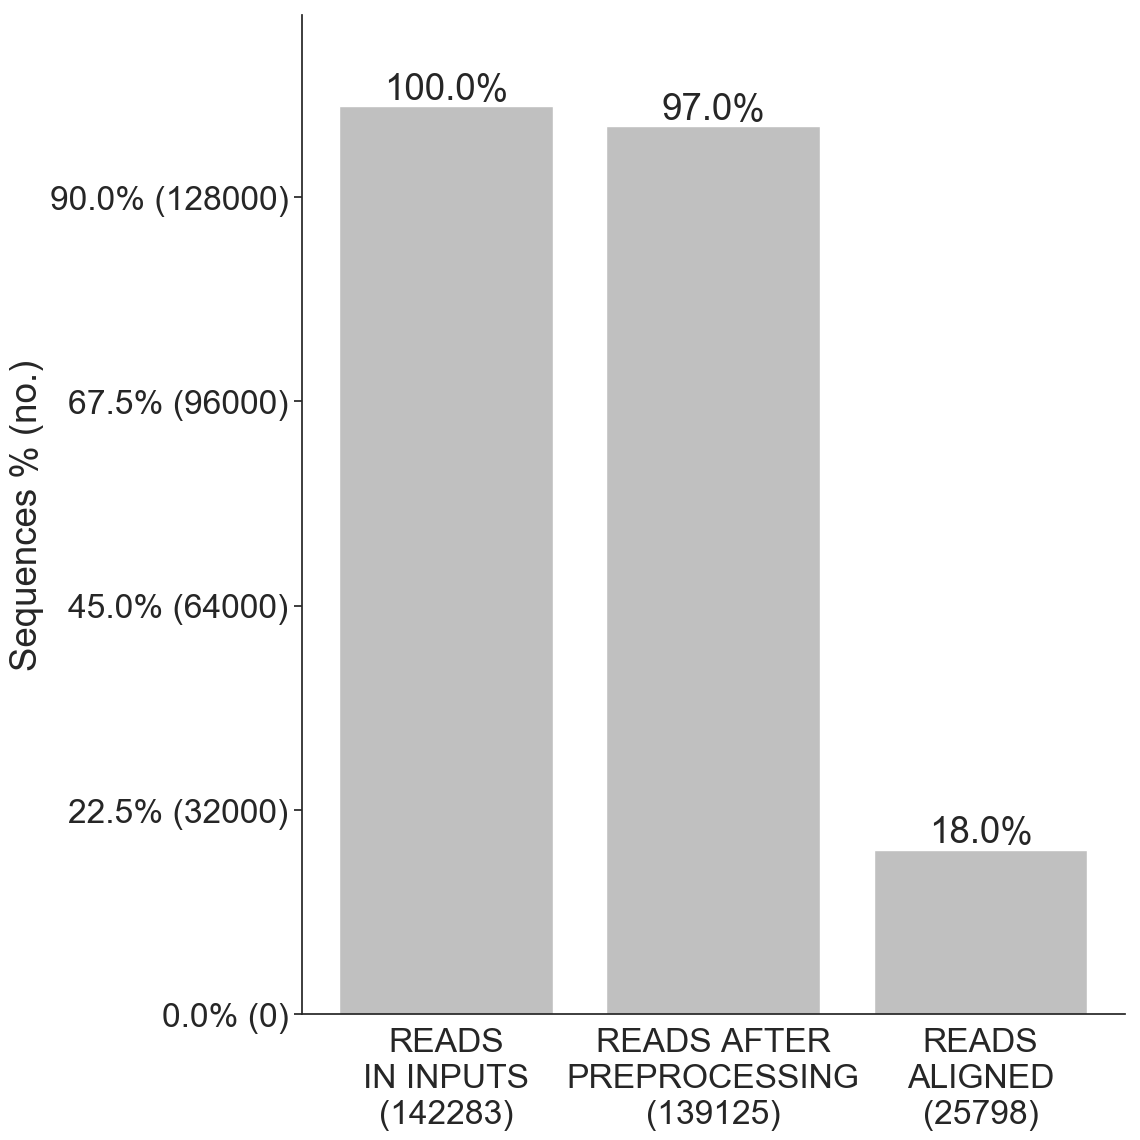 100.0%
97.0%
90.0% (128000)
67.5% (96000)
Sequences % (no.)
45.0% (64000)
22.5% (32000)
18.0%
0.0% (0)
READS
IN INPUTS
(142283)
READS AFTER
PREPROCESSING
(139125)
READS
ALIGNED
(25798)